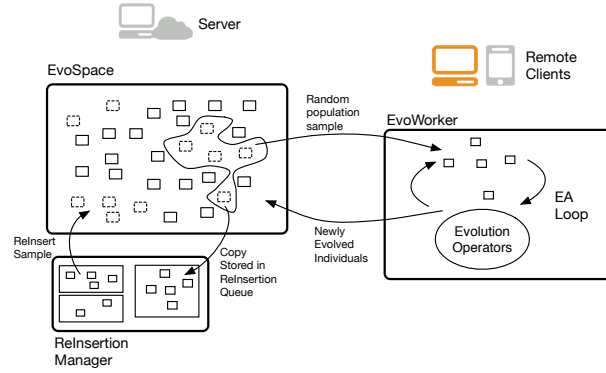 Server
Remote
Clients
EvoSpace
Random
population
sample
EvoWorker
EA
Loop
Evolution
Operators
Newly
Evolved
Individuals
ReInsert
Sample
Copy
Stored in
ReInsertion
Queue
ReInsertion
Manager